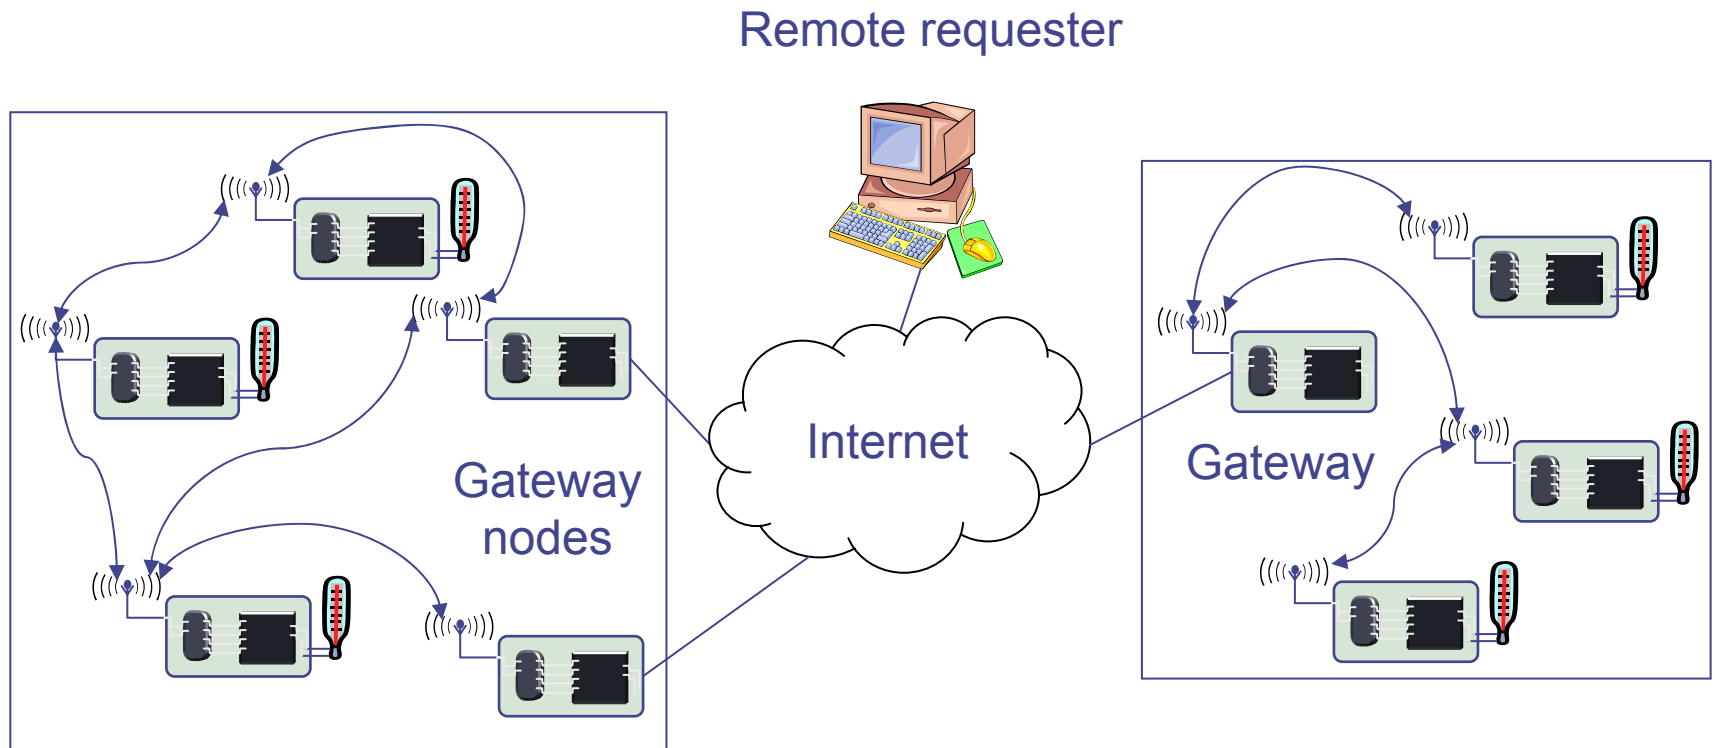 Remote requester
Internet
Gateway
nodes
Gateway